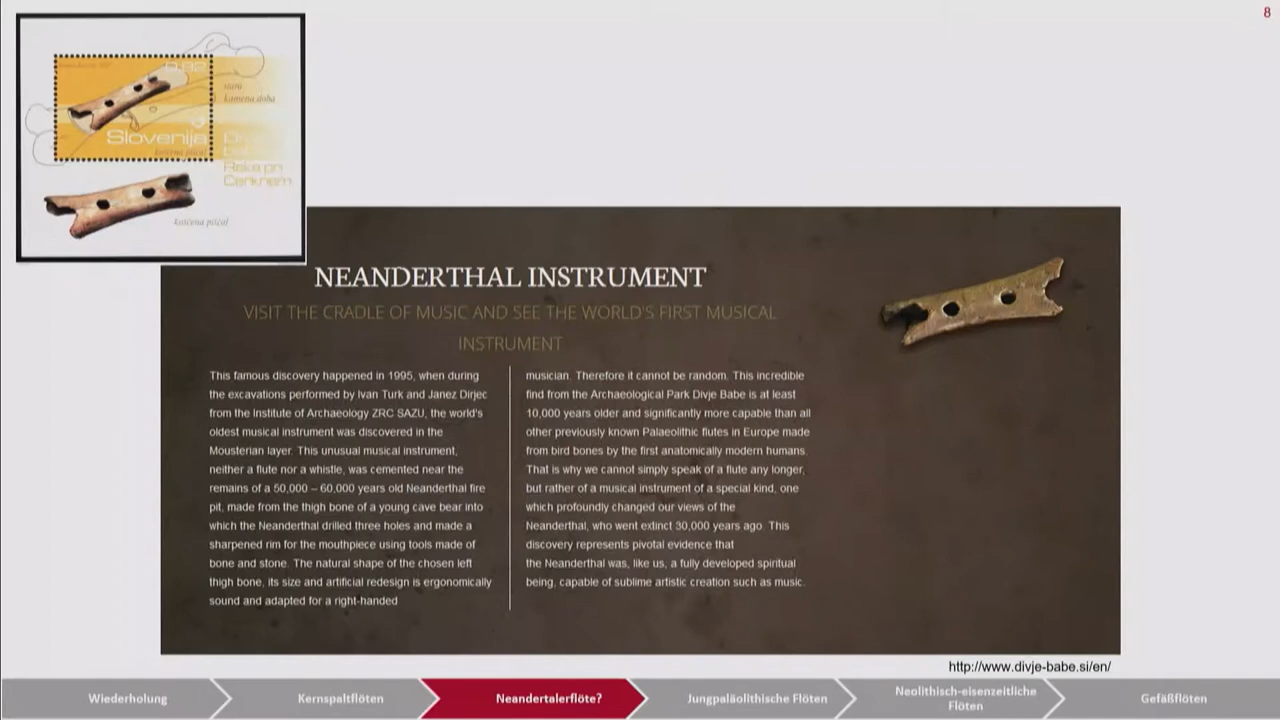 8
stara
kamena doba
Slovenija
Reka pri
Cerknem
koščena piščal
NEANDERTHAL INSTRUMENT
VISIT THE CRADLE OF MUSIC AND SEE THE WORLD'S FIRST MUSICAL
INSTRUMENT
This famous discovery happened in 1995, when during
the excavations performed by Ivan Turk and Janez Dirjec
from the Institute of Archaeology ZRC SAZU, the world's
oldest musical instrument was discovered in the
Mousterian layer. This unusual musical instrument,
neither a flute nor a whistle, was cemented near the
remains of a 50,000 – 60,000 years old Neanderthal fire
pit, made from the thigh bone of a young cave bear into
which the Neanderthal drilled three holes and made a
sharpened rim for the mouthpiece using tools made of
bone and stone. The natural shape of the chosen left
thigh bone, its size and artificial redesign is ergonomically
sound and adapted for a right-handed
musician. Therefore it cannot be random. This incredible
find from the Archaeological Park Divje Babe is at least
10,000 years older and significantly more capable than all
other previously known Palaeolithic flutes in Europe made
from bird bones by the first anatomically modern humans.
That is why we cannot simply speak of a flute any longer,
but rather of a musical instrument of a special kind, one
which profoundly changed our views of the
Neanderthal, who went extinct 30,000 years ago. This
discovery represents pivotal evidence that
the Neanderthal was, like us, a fully developed spiritual
being, capable of sublime artistic creation such as music.
http://www.divje-babe.si/en/
Wiederholung
Kernspaltflöten
Neandertalerflöte?
Jungpaläolithische Flöten
Neolithisch-eisenzeitliche
Flöten
Gefäßflöten